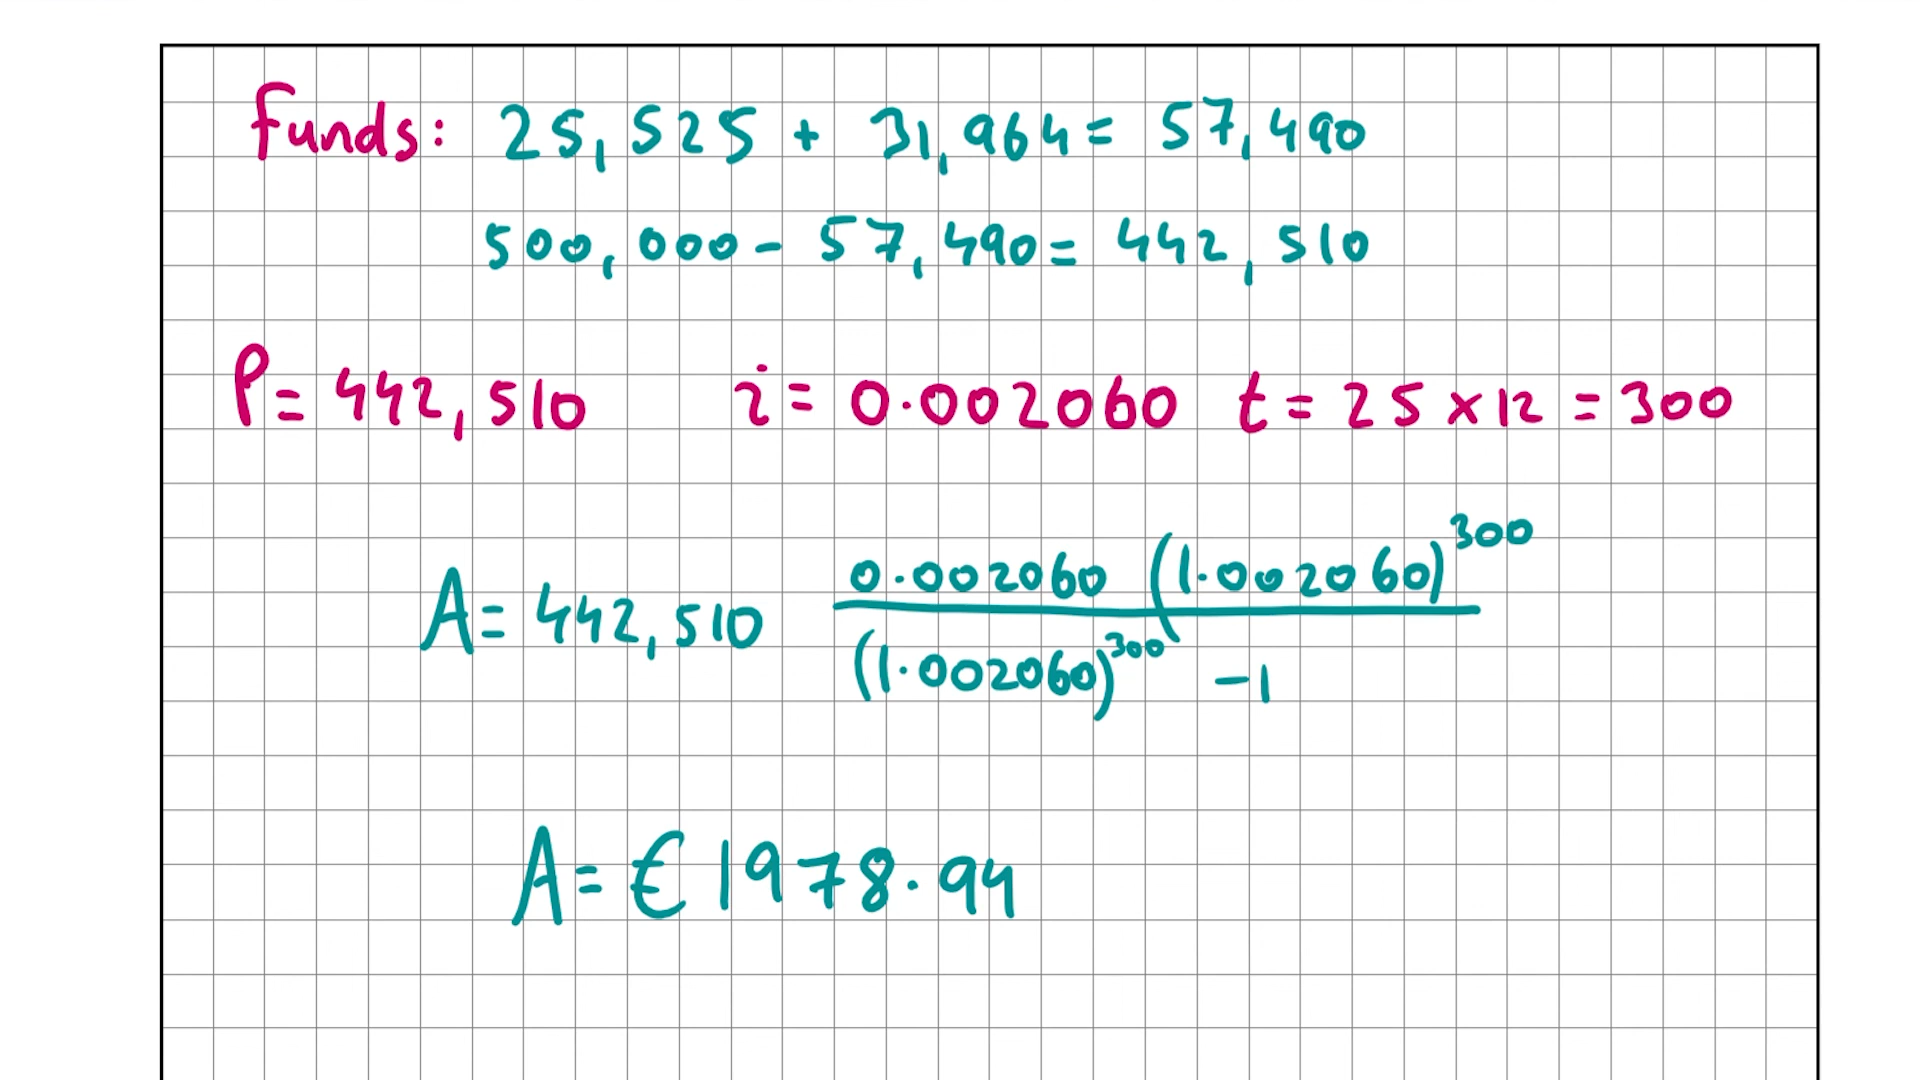 Funds: 25,525 + 31,964 = 57,490
500,000 - 57,490 = 442,510
P = 442,510 i = 0.002060 t = 25 x 12 = 300
A = 442,510 0.002060 (1.002060)^300 / (1.002060)^300 - 1
A = € 1978.94